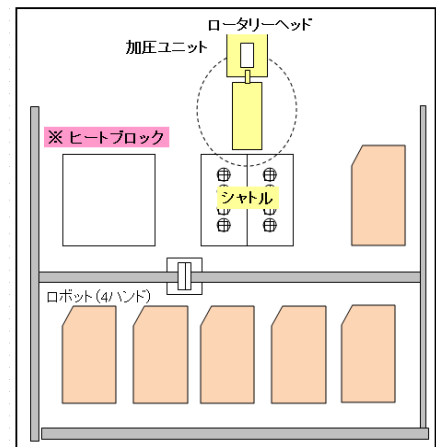 ロータリーヘッド
加圧ユニット
※ ヒートブロック
シャトル
ロボット(4ハンド)